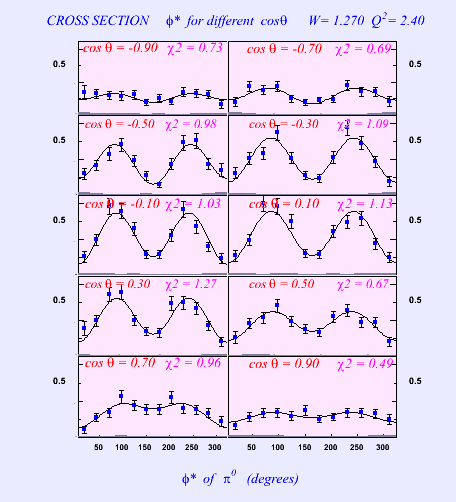 CROSS SECTION ϕ* for different cosθ W= 1.270 Q²= 2.40
cos θ = -0.90 χ2 = 0.73 cos θ = -0.70 χ2 = 0.69
0.5 0.5
cos θ = -0.50 χ2 = 0.98 cos θ = -0.30 χ2 = 1.09
0.5 0.5
cos θ = -0.10 χ2 = 1.03 cos θ = 0.10 χ2 = 1.13
0.5 0.5
cos θ = 0.30 χ2 = 1.27 cos θ = 0.50 χ2 = 0.67
0.5 0.5
cos θ = 0.70 χ2 = 0.96 cos θ = 0.90 χ2 = 0.49
0.5 0.5
50 100 150 200 250 300 50 100 150 200 250 300
ϕ* of π⁰ (degrees)